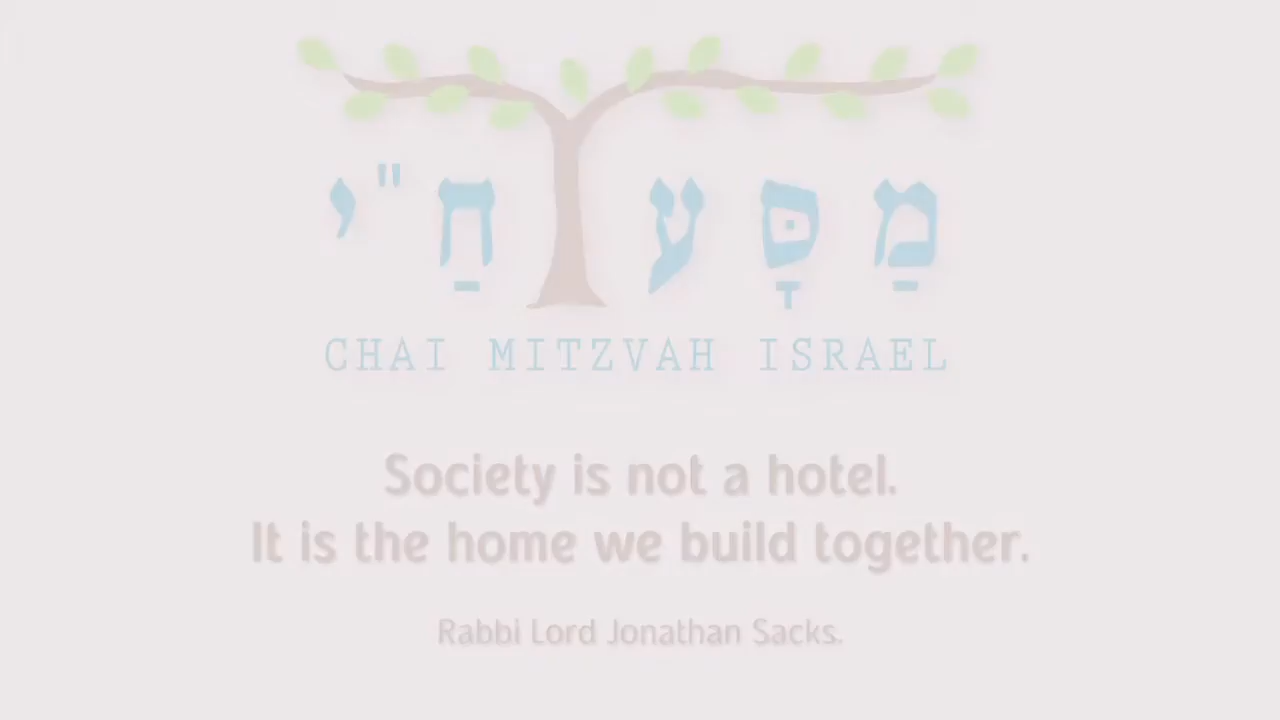 מַסָּע חַ"י
CHAI MITZVAH ISRAEL
Society is not a hotel.
It is the home we build together.
Rabbi Lord Jonathan Sacks.